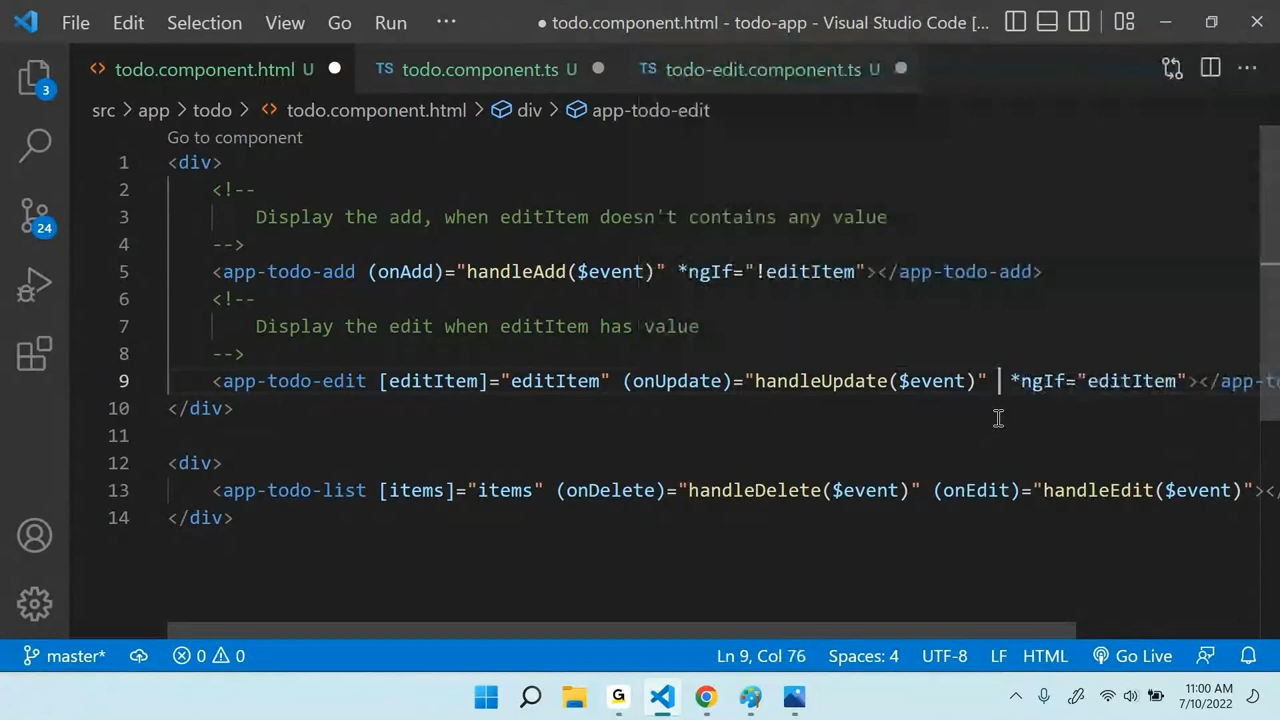 File Edit Selection View Go Run ··· ● todo.component.html - todo-app - Visual Studio Code [...
todo.component.html U ● TS todo.component.ts U ● TS todo-edit.component.ts U ● ···
src > app > todo > todo.component.html > div > app-todo-edit
Go to component
1 <div>
2 <!--
3 Display the add, when editItem doesn't contains any value
4 -->
5 <app-todo-add (onAdd)="handleAdd($event)" *ngIf="!editItem"></app-todo-add>
6 <!--
7 Display the edit when editItem has value
8 -->
9 <app-todo-edit [editItem]="editItem" (onUpdate)="handleUpdate($event)" *ngIf="editItem"></app-to
10 </div>
11
12 <div>
13 <app-todo-list [items]="items" (onDelete)="handleDelete($event)" (onEdit)="handleEdit($event)"></
14 </div>
3
24
master* 0 0 Ln 9, Col 76 Spaces: 4 UTF-8 LF HTML Go Live
G 11:00 AM
7/10/2022